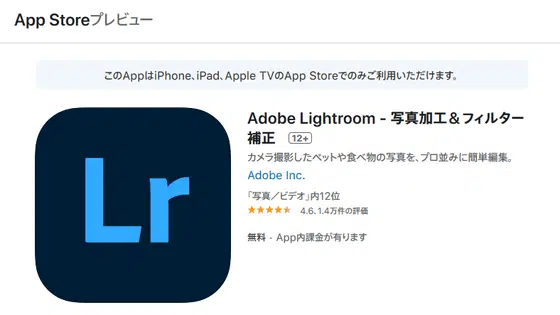 App Storeプレビュー
このAppはiPhone、iPad、Apple TVのApp Storeでのみご利用いただけます。
Lr
Adobe Lightroom - 写真加工＆フィルター
補正 12+
カメラ撮影したペットや食べ物の写真を、プロ並みに簡単編集。
Adobe Inc.
「写真／ビデオ」内12位
★★★★★ 4.6、1.4万件の評価
無料・App内課金が有ります